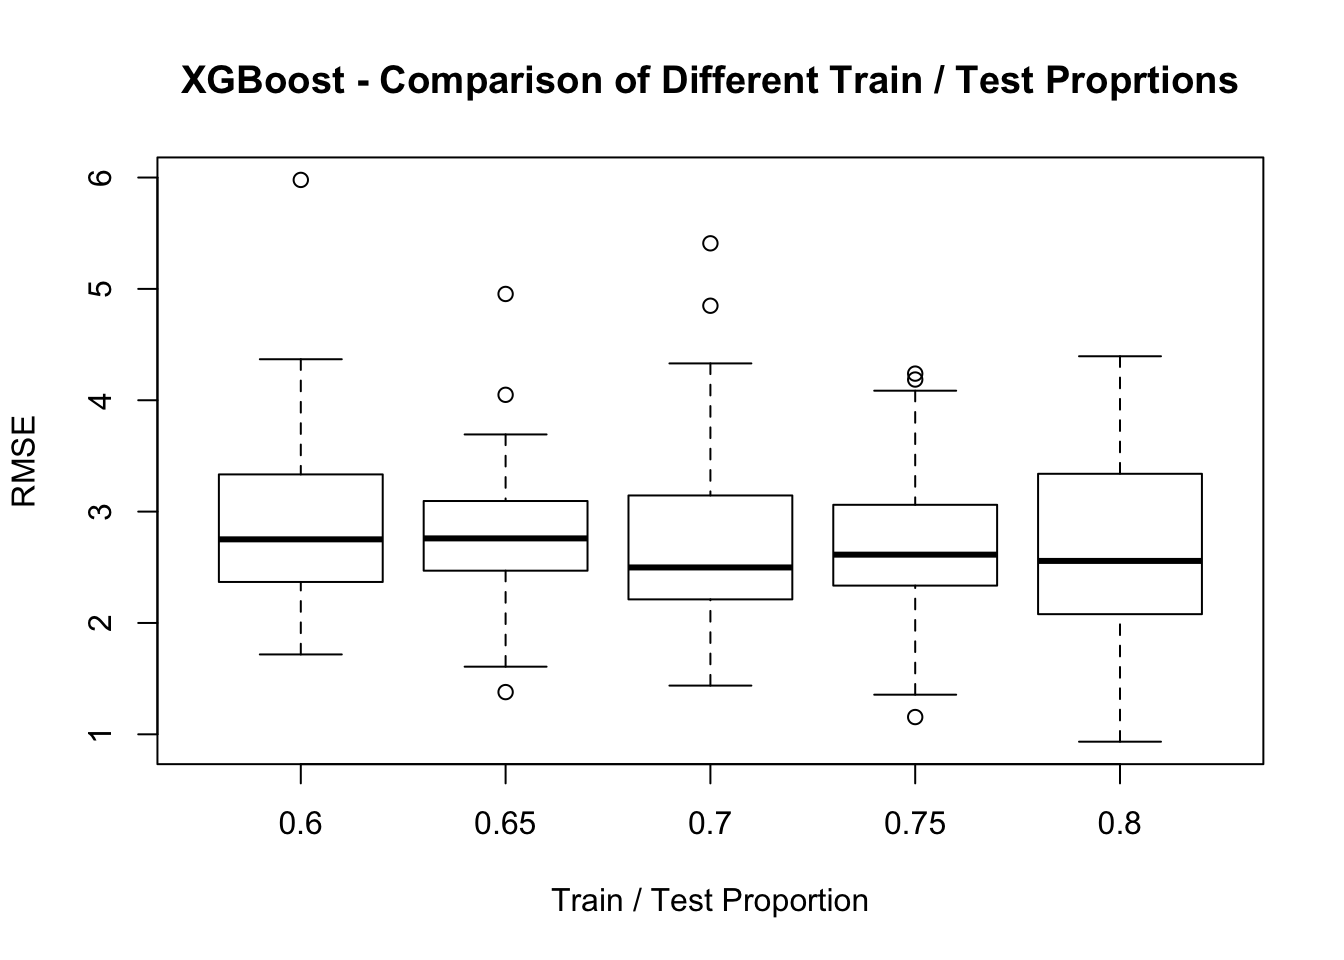 XGBoost - Comparison of Different Train / Test Proprtions
6
5
4
3
2
1
RMSE
0.6 0.65 0.7 0.75 0.8
Train / Test Proportion